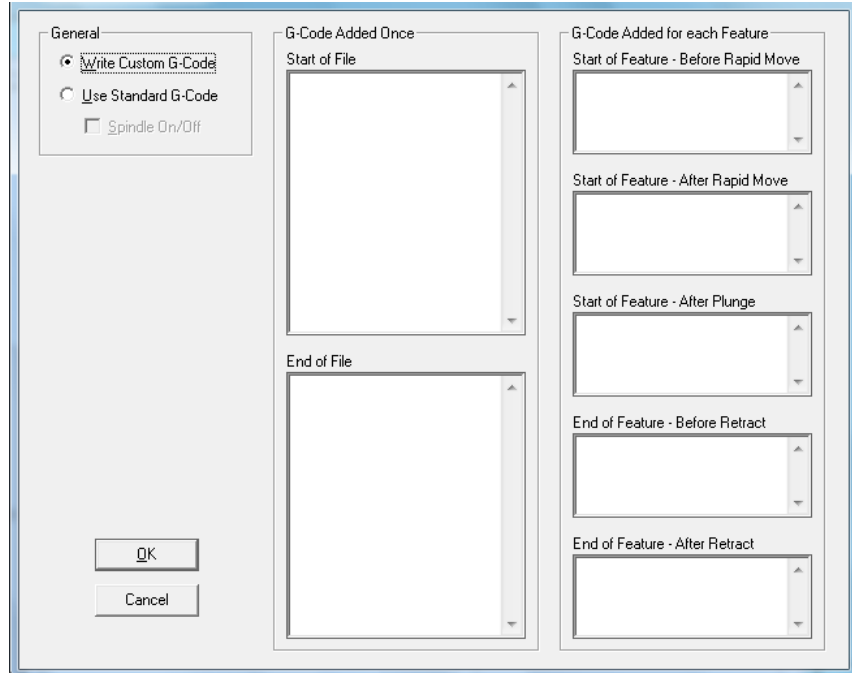 General
Write Custom G-Code
Use Standard G-Code
Spindle On/Off
OK
Cancel
G-Code Added Once
Start of File
End of File
G-Code Added for each Feature
Start of Feature - Before Rapid Move
Start of Feature - After Rapid Move
Start of Feature - After Plunge
End of Feature - Before Retract
End of Feature - After Retract